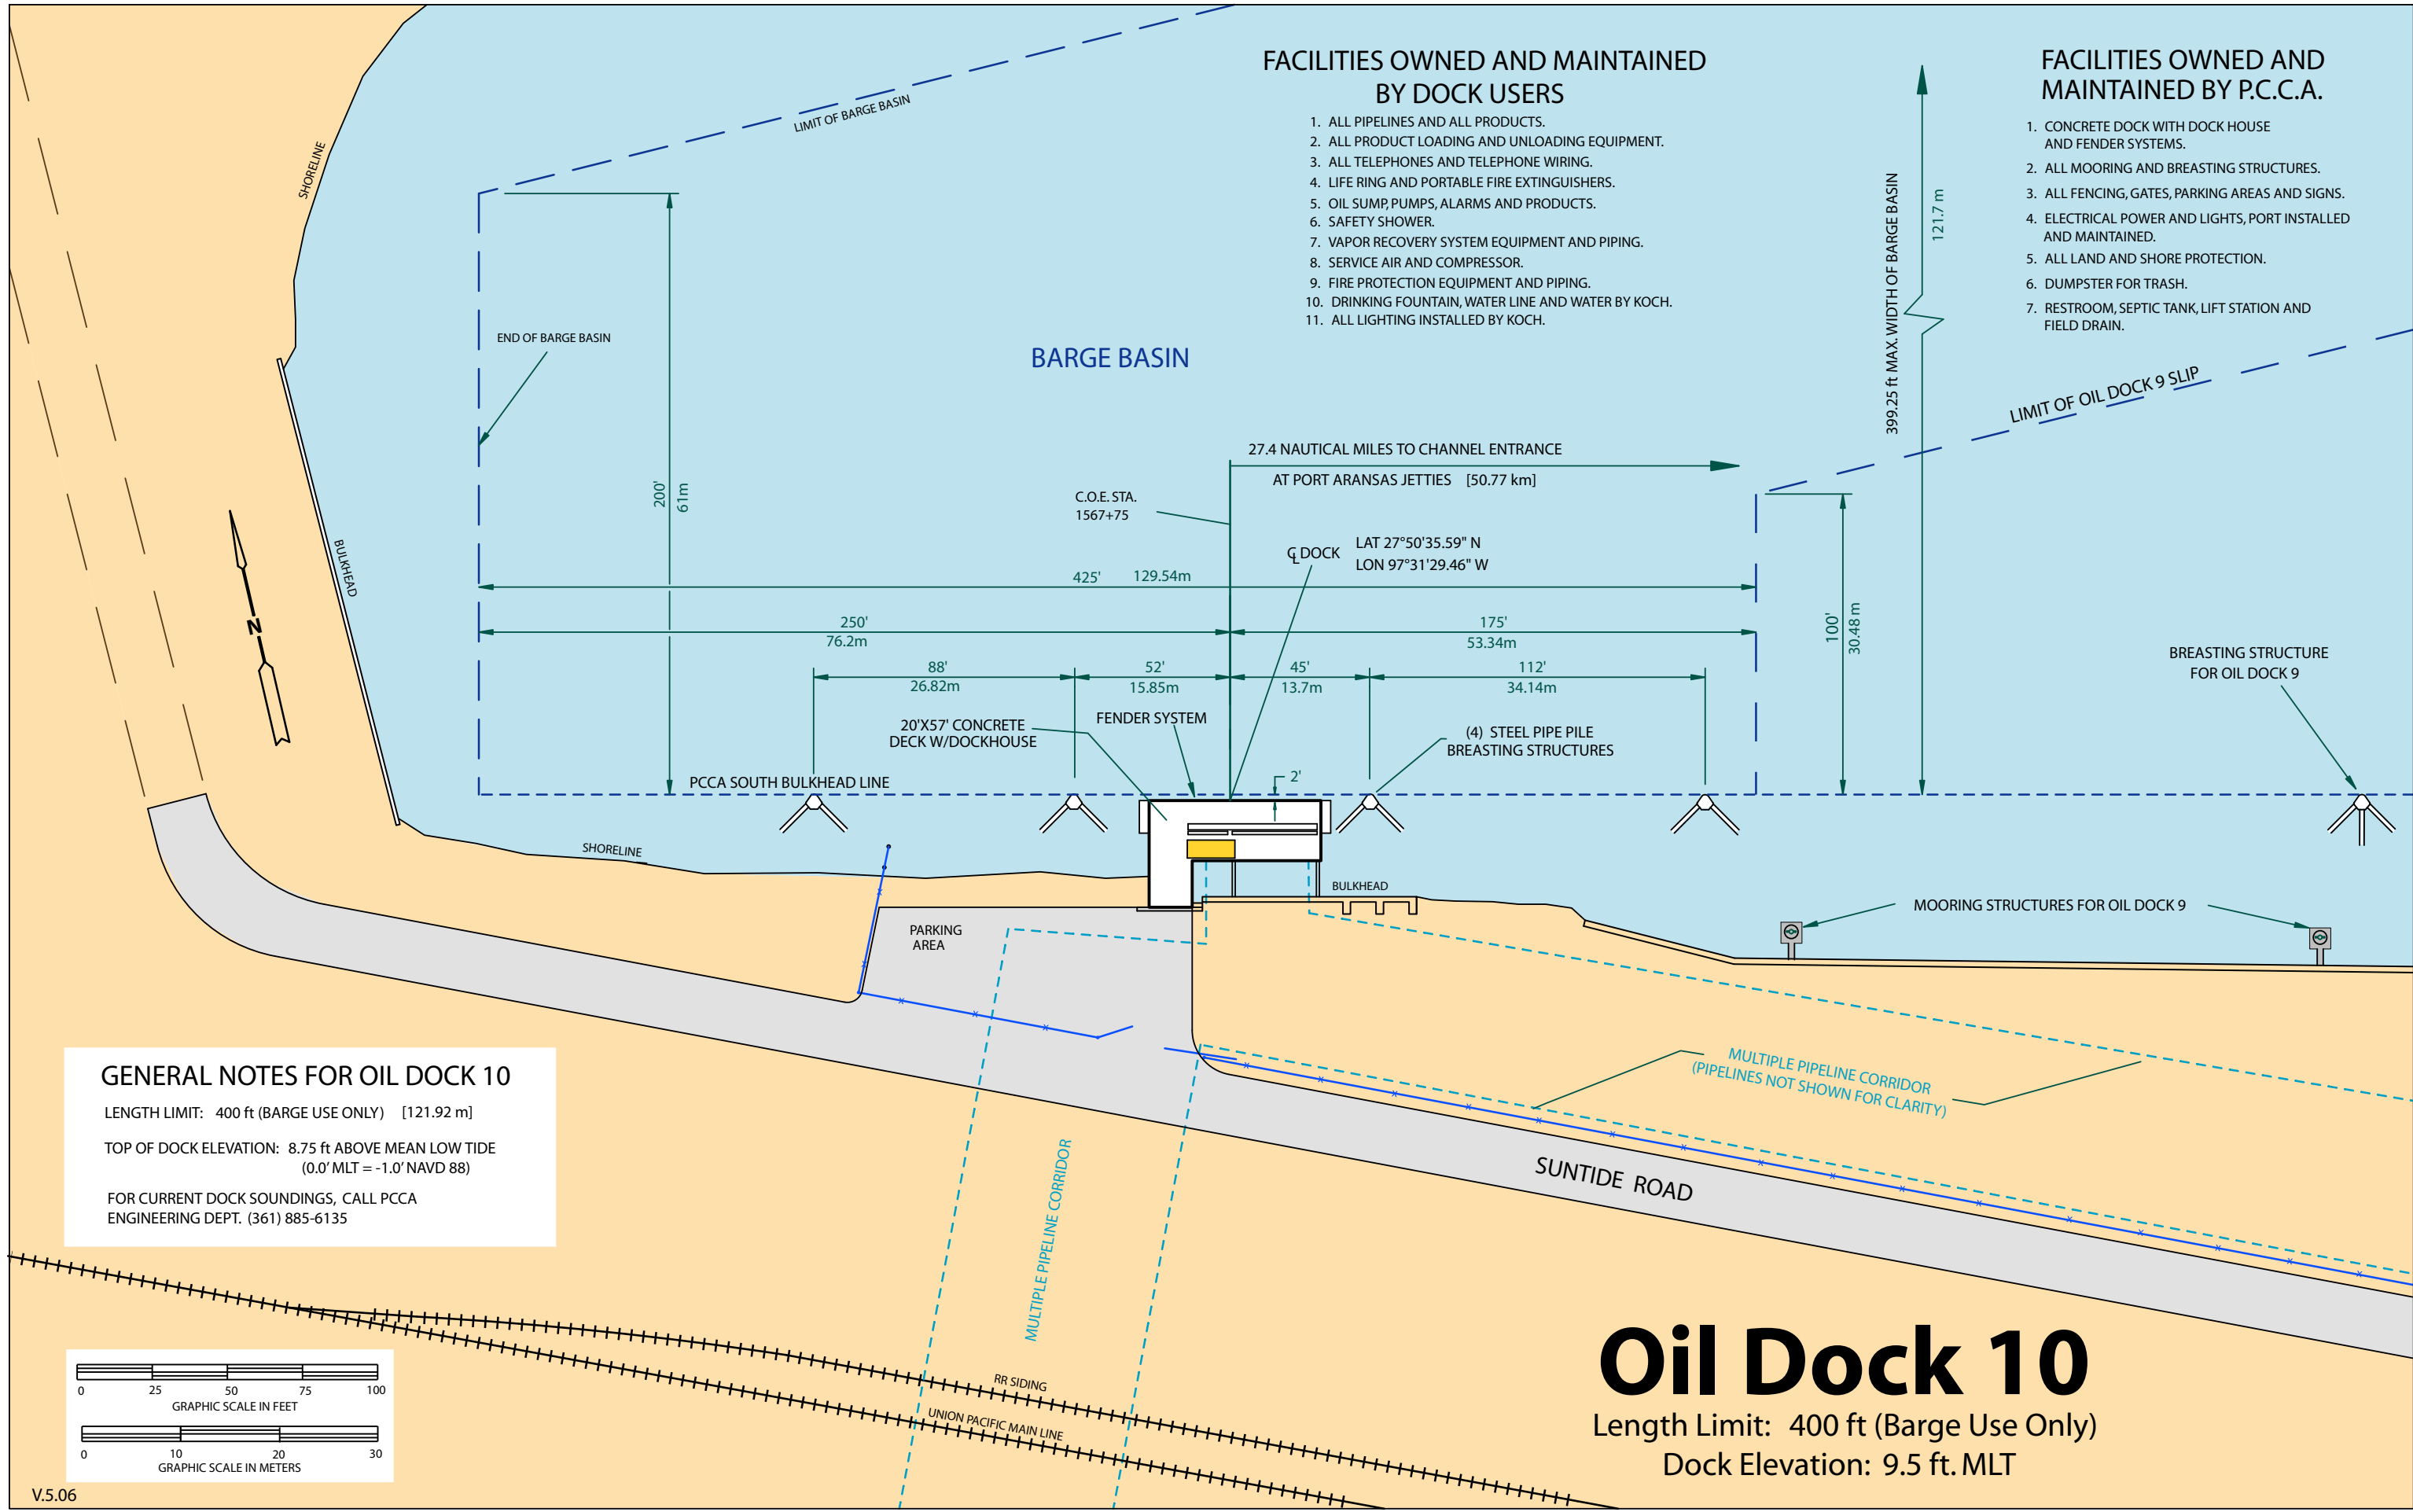 FACILITIES OWNED AND MAINTAINED
BY DOCK USERS
1. ALL PIPELINES AND ALL PRODUCTS.
2. ALL PRODUCT LOADING AND UNLOADING EQUIPMENT.
3. ALL TELEPHONES AND TELEPHONE WIRING.
4. LIFE RING AND PORTABLE FIRE EXTINGUISHERS.
5. OIL SUMP, PUMPS, ALARMS AND PRODUCTS.
6. SAFETY SHOWER.
7. VAPOR RECOVERY SYSTEM EQUIPMENT AND PIPING.
8. SERVICE AIR AND COMPRESSOR.
9. FIRE PROTECTION EQUIPMENT AND PIPING.
10. DRINKING FOUNTAIN, WATER LINE AND WATER BY KOCH.
11. ALL LIGHTING INSTALLED BY KOCH.
FACILITIES OWNED AND
MAINTAINED BY P.C.C.A.
1. CONCRETE DOCK WITH DOCK HOUSE
AND FENDER SYSTEMS.
2. ALL MOORING AND BREASTING STRUCTURES.
3. ALL FENCING, GATES, PARKING AREAS AND SIGNS.
4. ELECTRICAL POWER AND LIGHTS, PORT INSTALLED
AND MAINTAINED.
5. ALL LAND AND SHORE PROTECTION.
6. DUMPSTER FOR TRASH.
7. RESTROOM, SEPTIC TANK, LIFT STATION AND
FIELD DRAIN.
399.25 ft MAX. WIDTH OF BARGE BASIN
121.7 m
LIMIT OF BARGE BASIN
SHORELINE
END OF BARGE BASIN
BARGE BASIN
LIMIT OF OIL DOCK 9 SLIP
27.4 NAUTICAL MILES TO CHANNEL ENTRANCE
AT PORT ARANSAS JETTIES [50.77 km]
200'
61m
C.O.E. STA.
1567+75
℄ DOCK
LAT 27°50'35.59" N
LON 97°31'29.46" W
BULKHEAD
N
425' 129.54m
250'
76.2m
175'
53.34m
100'
30.48 m
88'
26.82m
52'
15.85m
45'
13.7m
112'
34.14m
BREASTING STRUCTURE
FOR OIL DOCK 9
20'X57' CONCRETE
DECK W/DOCKHOUSE
FENDER SYSTEM
(4) STEEL PIPE PILE
BREASTING STRUCTURES
PCCA SOUTH BULKHEAD LINE
2'
SHORELINE
BULKHEAD
MOORING STRUCTURES FOR OIL DOCK 9
PARKING
AREA
MULTIPLE PIPELINE CORRIDOR
(PIPELINES NOT SHOWN FOR CLARITY)
MULTIPLE PIPELINE CORRIDOR
SUNTIDE ROAD
GENERAL NOTES FOR OIL DOCK 10
LENGTH LIMIT: 400 ft (BARGE USE ONLY) [121.92 m]
TOP OF DOCK ELEVATION: 8.75 ft ABOVE MEAN LOW TIDE
(0.0' MLT = -1.0' NAVD 88)
FOR CURRENT DOCK SOUNDINGS, CALL PCCA
ENGINEERING DEPT. (361) 885-6135
RR SIDING
UNION PACIFIC MAIN LINE
0 25 50 75 100
GRAPHIC SCALE IN FEET
0 10 20 30
GRAPHIC SCALE IN METERS
V.5.06
Oil Dock 10
Length Limit: 400 ft (Barge Use Only)
Dock Elevation: 9.5 ft. MLT